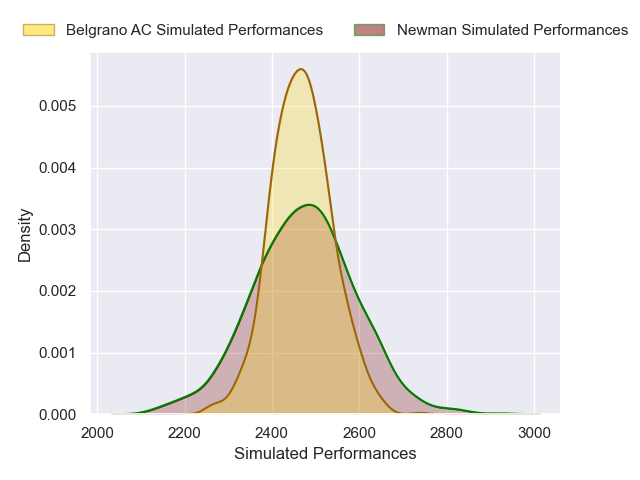 Belgrano AC Simulated Performances Newman Simulated Performances
0.005
0.004
0.003
0.002
0.001
0.000
Density
2000 2200 2400 2600 2800 3000
Simulated Performances